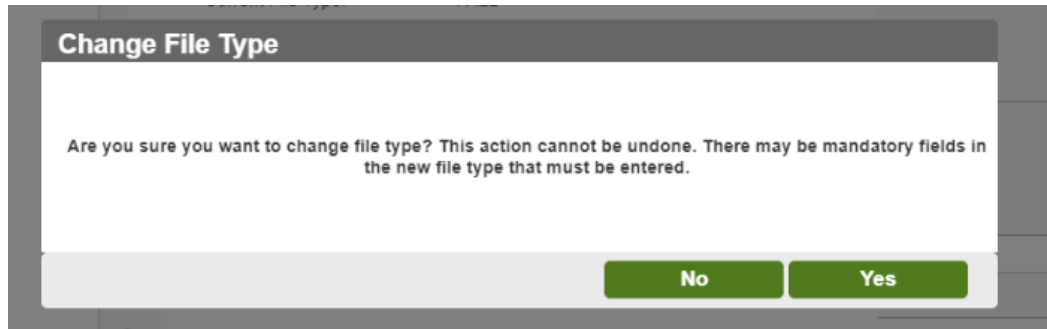 Change File Type
Are you sure you want to change file type? This action cannot be undone. There may be mandatory fields in
the new file type that must be entered.
No
Yes